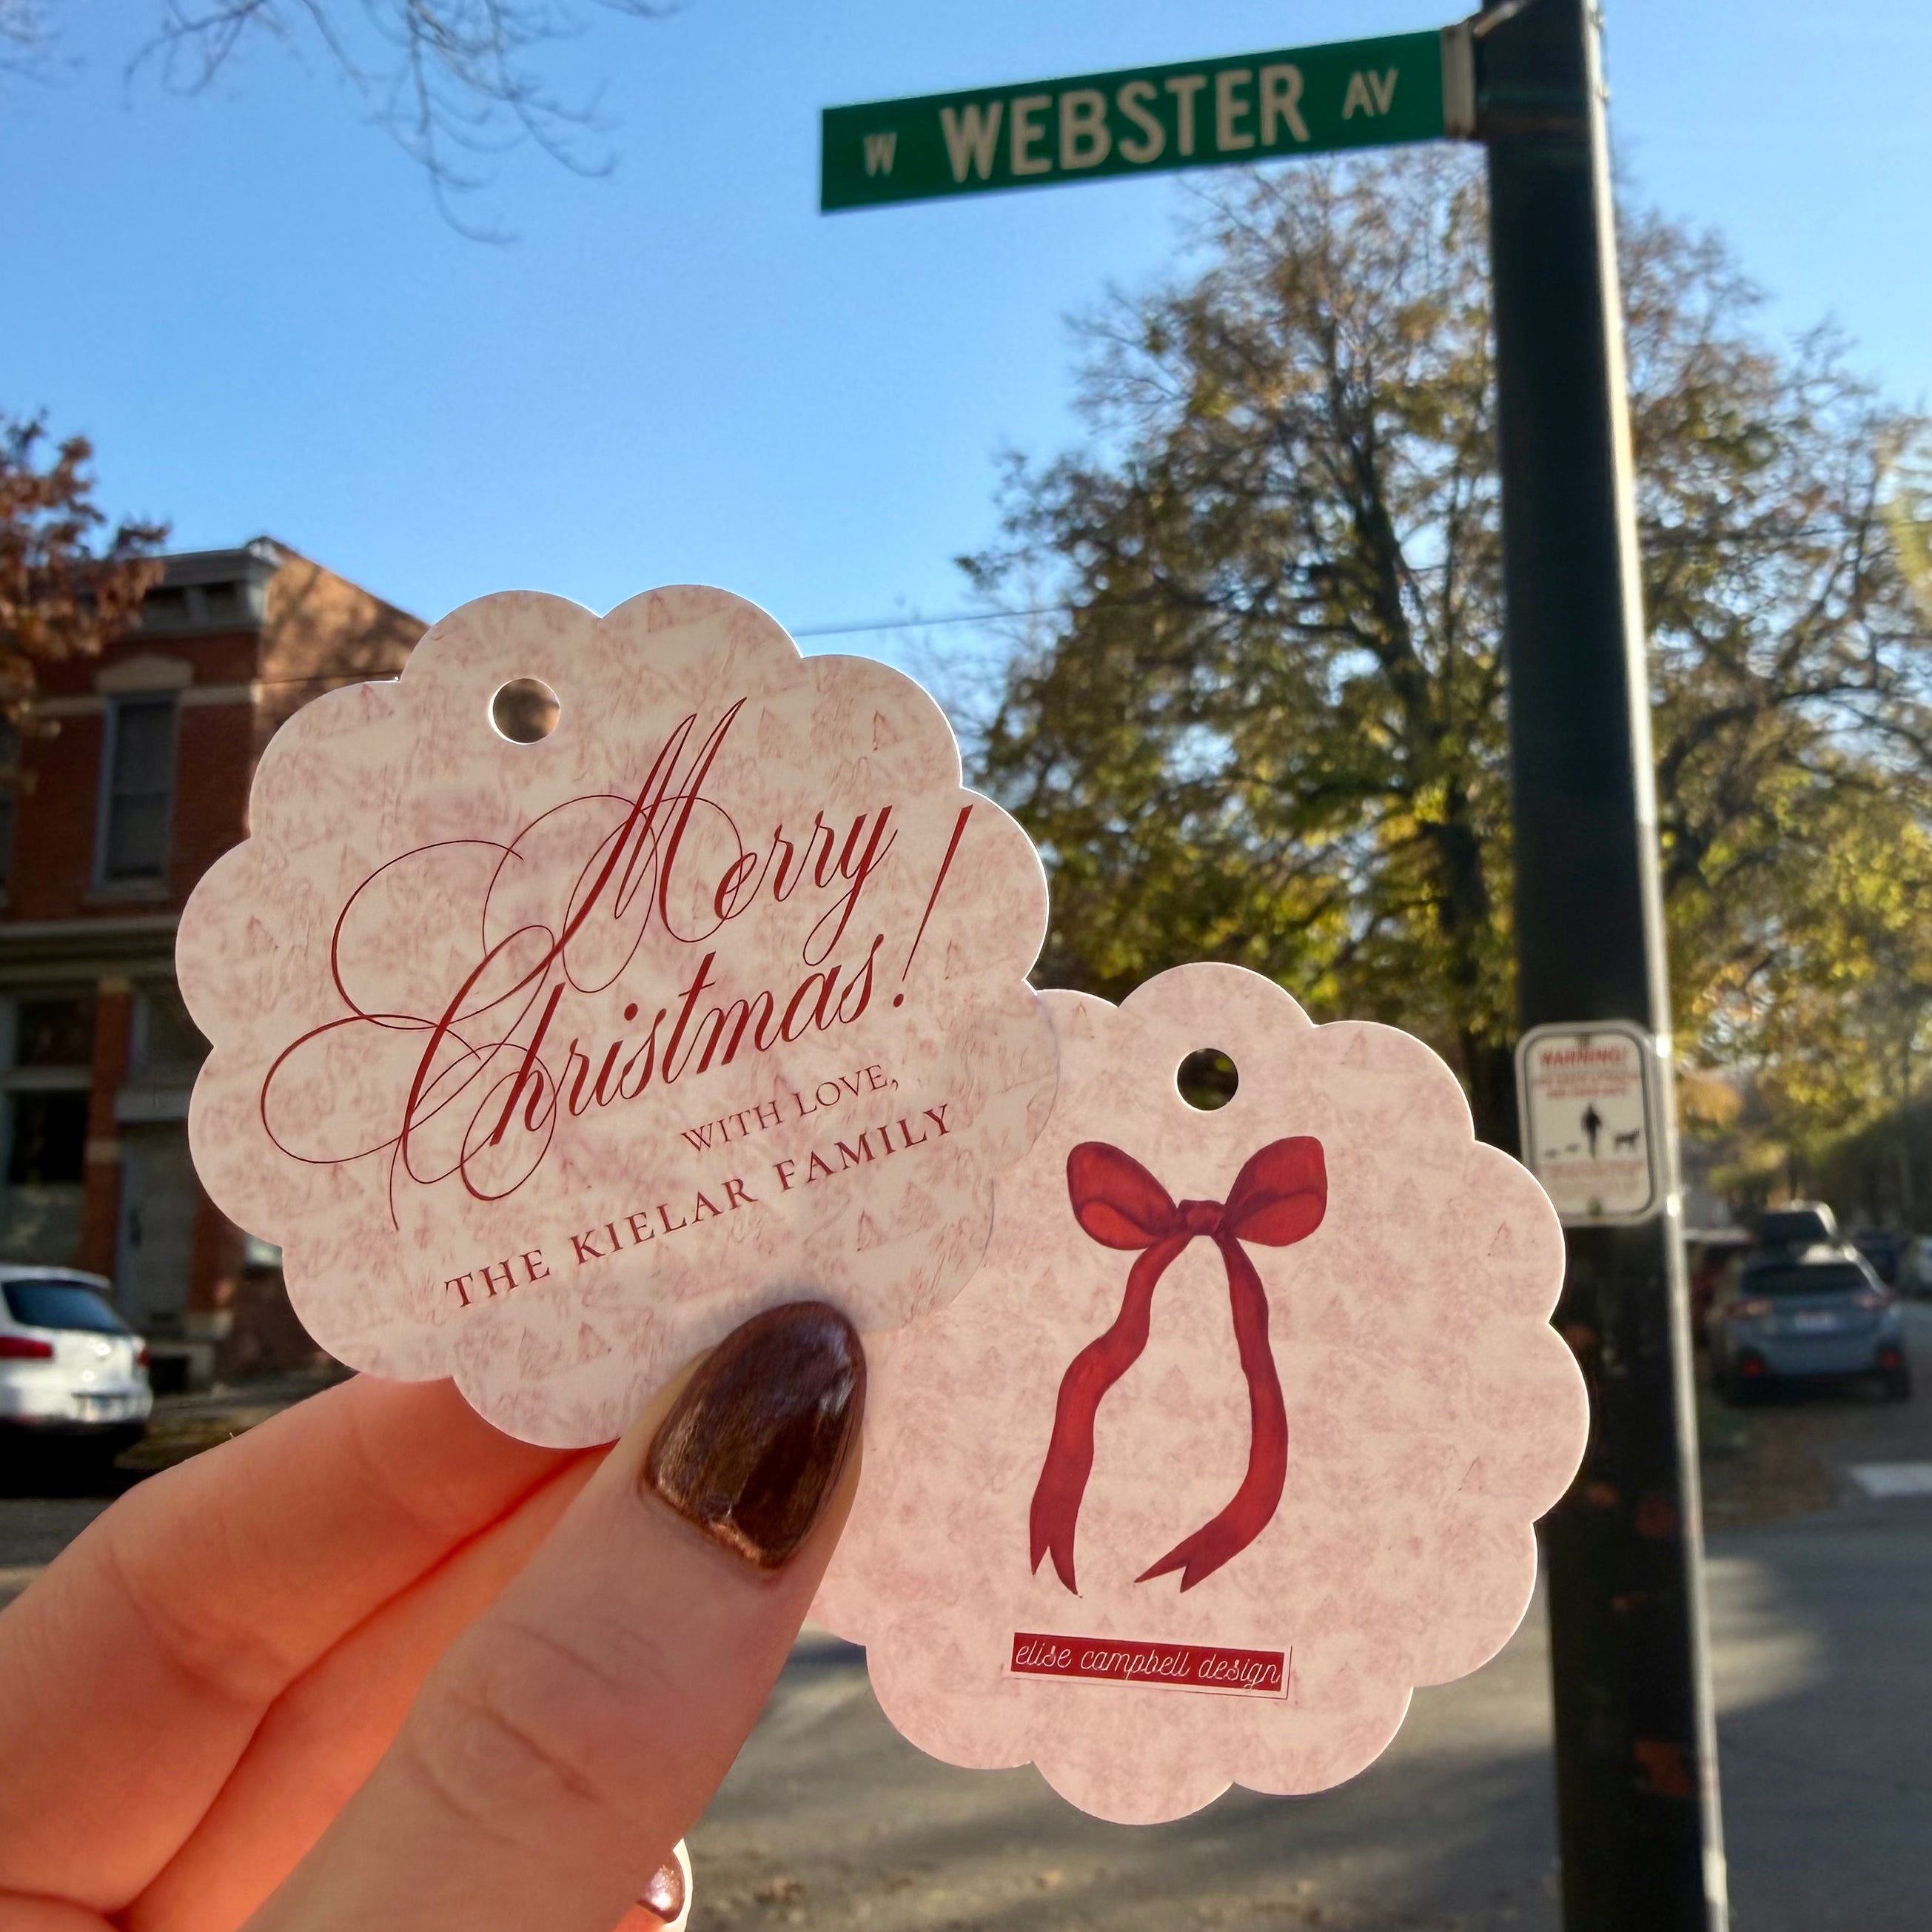 W WEBSTER AV
Merry
Christmas!
WITH LOVE,
THE KIELAR FAMILY
WARNING!
elise campbell design